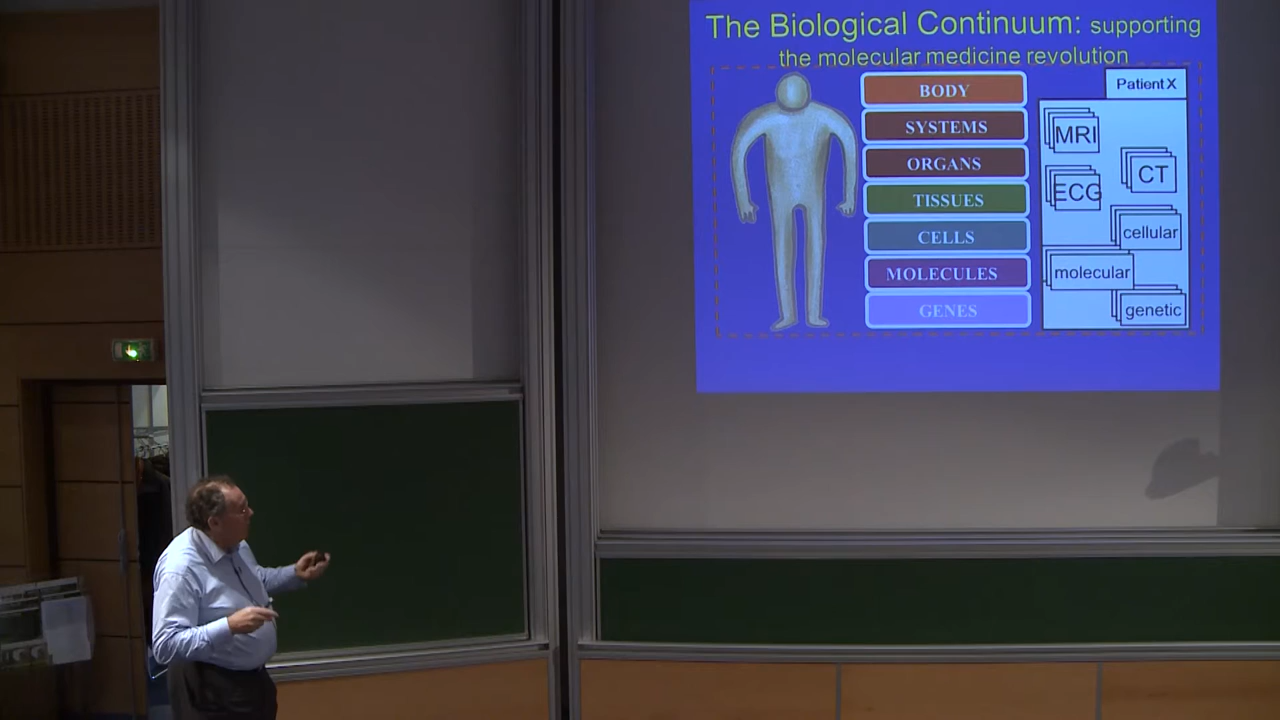 The Biological Continuum: supporting
the molecular medicine revolution
BODY
SYSTEMS
ORGANS
TISSUES
CELLS
MOLECULES
GENES
Patient X
MRI
CT
ECG
cellular
molecular
genetic